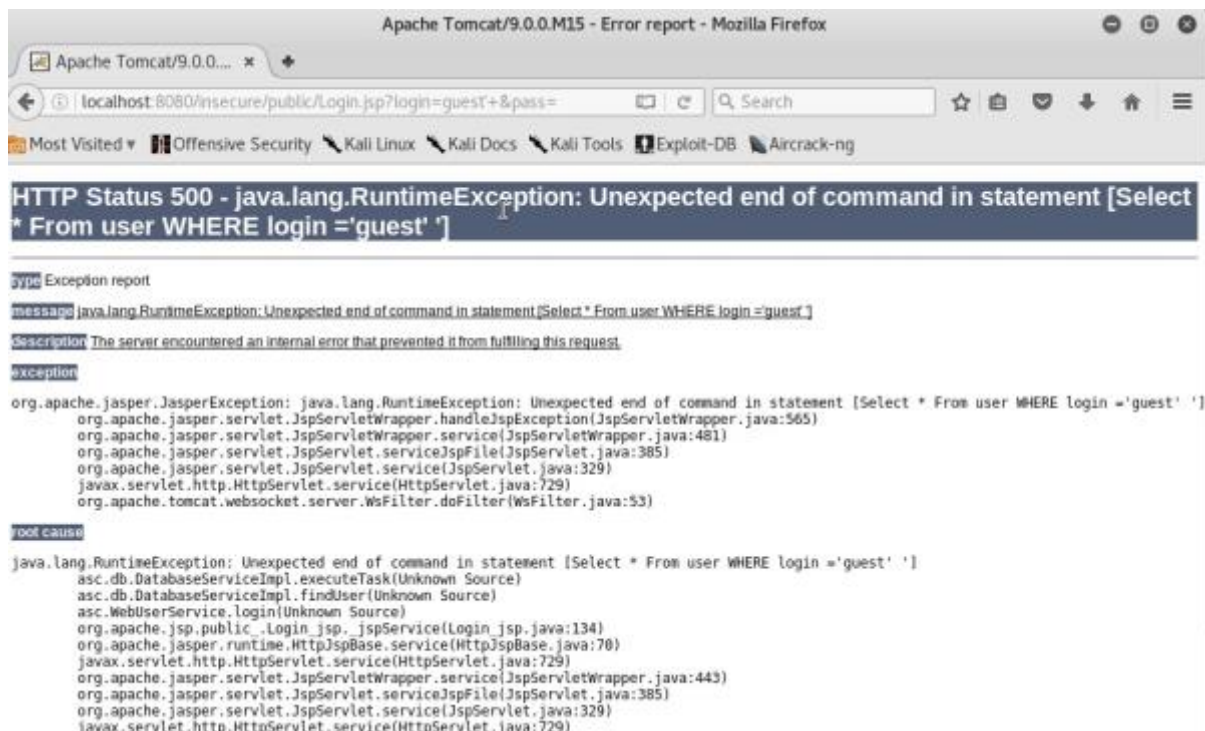 Apache Tomcat/9.0.0.M15 - Error report - Mozilla Firefox
Apache Tomcat/9.0.0....
localhost:8080/insecure/public/Login.jsp?login=guest'+&pass=
Search
Most Visited Offensive Security Kali Linux Kali Docs Kali Tools Exploit-DB Aircrack-ng
HTTP Status 500 - java.lang.RuntimeException: Unexpected end of command in statement [Select
* From user WHERE login ='guest' ']
type Exception report
message java.lang.RuntimeException: Unexpected end of command in statement [Select * From user WHERE login ='guest' ']
description The server encountered an internal error that prevented it from fulfilling this request.
exception
org.apache.jasper.JasperException: java.lang.RuntimeException: Unexpected end of command in statement [Select * From user WHERE login ='guest' ']
org.apache.jasper.servlet.JspServletWrapper.handleJspException(JspServletWrapper.java:565)
org.apache.jasper.servlet.JspServletWrapper.service(JspServletWrapper.java:481)
org.apache.jasper.servlet.JspServlet.serviceJspFile(JspServlet.java:385)
org.apache.jasper.servlet.JspServlet.service(JspServlet.java:329)
javax.servlet.http.HttpServlet.service(HttpServlet.java:729)
org.apache.tomcat.websocket.server.WsFilter.doFilter(WsFilter.java:53)
root cause
java.lang.RuntimeException: Unexpected end of command in statement [Select * From user WHERE login ='guest' ']
asc.db.DatabaseServiceImpl.executeTask(Unknown Source)
asc.db.DatabaseServiceImpl.findUser(Unknown Source)
asc.WebUserService.login(Unknown Source)
org.apache.jsp.public_.Login_jsp._jspService(Login_jsp.java:134)
org.apache.jasper.runtime.HttpJspBase.service(HttpJspBase.java:70)
javax.servlet.http.HttpServlet.service(HttpServlet.java:729)
org.apache.jasper.servlet.JspServletWrapper.service(JspServletWrapper.java:443)
org.apache.jasper.servlet.JspServlet.serviceJspFile(JspServlet.java:385)
org.apache.jasper.servlet.JspServlet.service(JspServlet.java:329)
javax.servlet.http.HttpServlet.service(HttpServlet.java:729)